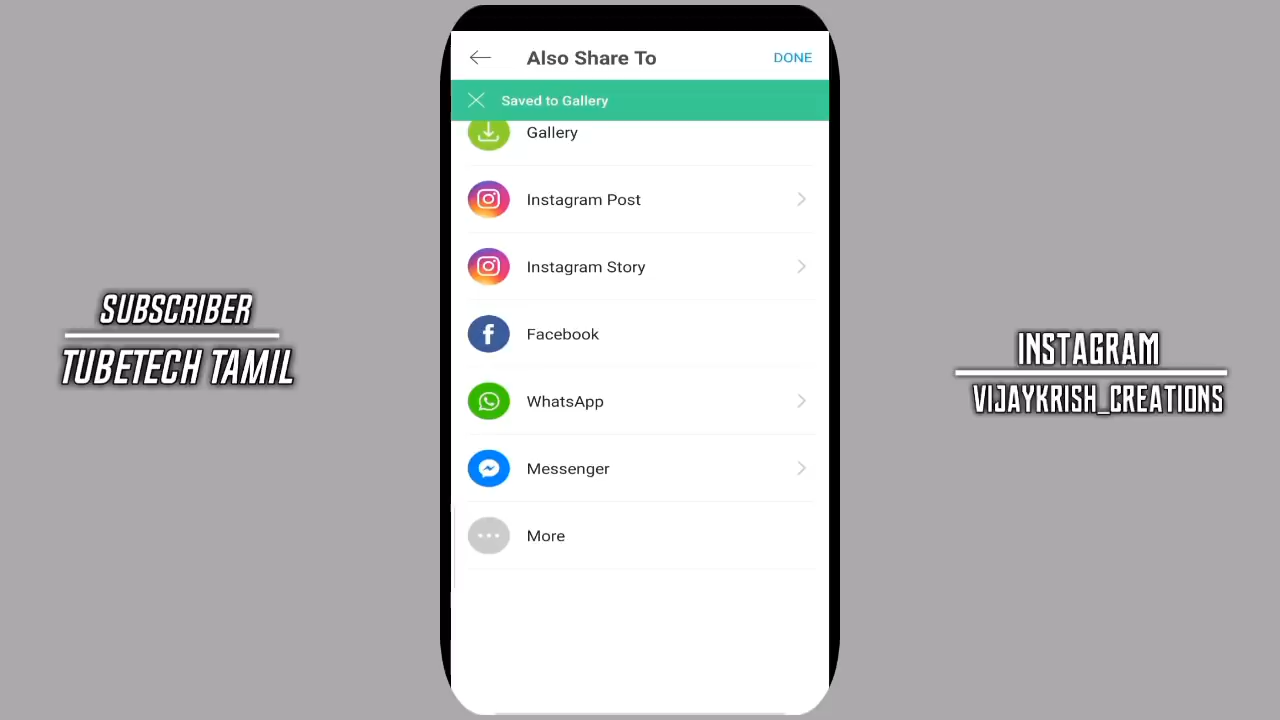 Also Share To
DONE
Saved to Gallery
Gallery
Instagram Post
Instagram Story
Facebook
WhatsApp
Messenger
More
SUBSCRIBER
TUBETECH TAMIL
INSTAGRAM
VIJAYKRISH_CREATIONS